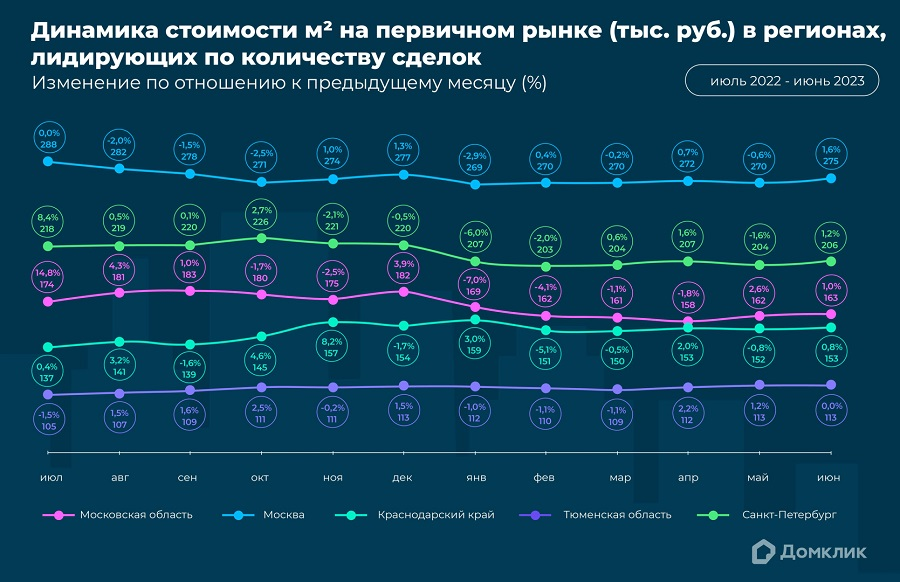 Динамика стоимости м² на первичном рынке (тыс. руб.) в регионах,
лидирующих по количеству сделок
Изменение по отношению к предыдущему месяцу (%)
июль 2022 - июнь 2023
0,0% -2,0% -1,5% -2,5% 1,0% 1,3% -2,9% 0,4% -0,2% 0,7% -0,6% 1,6%
288 282 278 271 274 277 269 270 270 272 270 275
8,4% 0,5% 0,1% 2,7% -2,1% -0,5% -6,0% -2,0% 0,6% 1,6% -1,6% 1,2%
218 219 220 226 221 220 207 203 204 207 204 206
14,8% 4,3% 1,0% -1,7% -2,5% 3,9% -7,0% -4,1% -1,1% -1,8% 2,6% 1,0%
174 181 183 180 175 182 169 162 161 158 162 163
0,4% 3,2% -1,6% 4,6% 8,2% -1,7% 3,0% -5,1% -0,5% 2,0% -0,8% 0,8%
137 141 139 145 157 154 159 151 150 153 152 153
-1,5% 1,5% 1,6% 2,5% -0,2% 1,5% -1,0% -1,1% -1,1% 2,2% 1,2% 0,0%
105 107 109 111 111 113 112 110 109 112 113 113
июл авг сен окт ноя дек янв фев мар апр май июн
Московская область Москва Краснодарский край Тюменская область Санкт-Петербург
Домклик